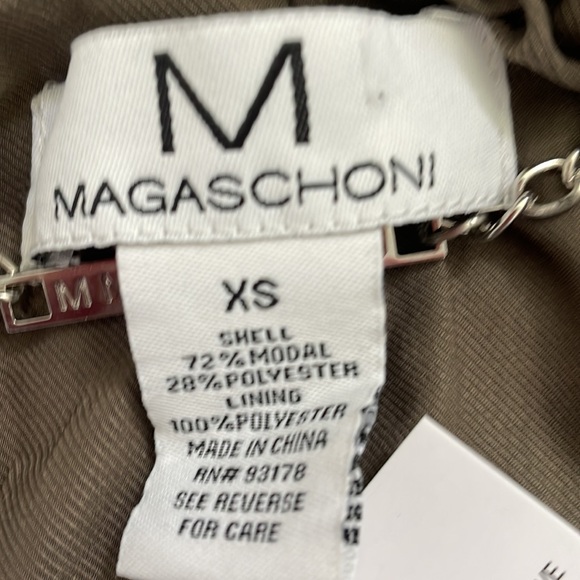 M
MAGASCHONI
M
XS
SHELL
72%MODAL
28%POLYESTER
LINING
100%POLYESTER
MADE IN CHINA
RN# 93178
SEE REVERSE
FOR CARE
E